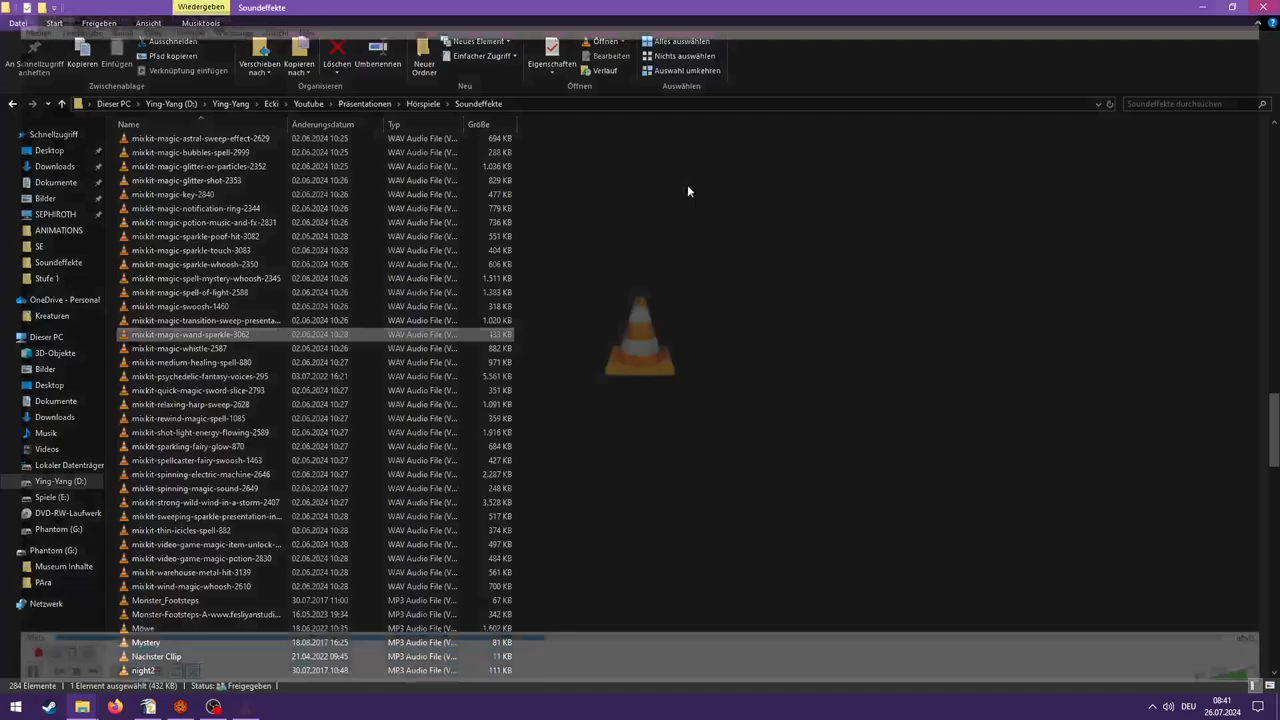 Wiedergeben
Soundeffekte
Datei Start Freigeben Ansicht Musiktools
An Schnellzugriff anheften
Kopieren
Einfügen
Ausschneiden
Pfad kopieren
Verknüpfung einfügen
Zwischenablage
Verschieben nach
Kopieren nach
Löschen
Umbenennen
Organisieren
Neuer Ordner
Neues Element
Einfacher Zugriff
Neu
Eigenschaften
Öffnen
Bearbeiten
Verlauf
Öffnen
Alles auswählen
Nichts auswählen
Auswahl umkehren
Auswählen
Dieser PC Ying-Yang (D:) Ying-Yang Ecki Youtube Präsentationen Hörspiele Soundeffekte
Soundeffekte durchsuchen
Schnellzugriff
Desktop
Downloads
Dokumente
Bilder
SEPHIROTH
ANIMATIONS
SE
Soundeffekte
Stufe 1
OneDrive - Personal
Kreaturen
Dieser PC
3D-Objekte
Bilder
Desktop
Dokumente
Downloads
Musik
Videos
Lokaler Datenträger
Ying-Yang (D:)
Spiele (E:)
DVD-RW-Laufwerk
Phantom (G:)
Phantom (G:)
Museum Inhalte
PAra
Netzwerk
Name Änderungsdatum Typ Größe
mixkit-magic-astral-sweep-effect-2629 02.06.2024 10:25 WAV Audio File (V... 694 KB
mixkit-magic-bubbles-spell-2999 02.06.2024 10:25 WAV Audio File (V... 288 KB
mixkit-magic-glitter-or-particles-2352 02.06.2024 10:25 WAV Audio File (V... 1.036 KB
mixkit-magic-glitter-shot-2353 02.06.2024 10:26 WAV Audio File (V... 829 KB
mixkit-magic-key-2840 02.06.2024 10:26 WAV Audio File (V... 477 KB
mixkit-magic-notification-ring-2344 02.06.2024 10:26 WAV Audio File (V... 779 KB
mixkit-magic-potion-music-and-fx-2831 02.06.2024 10:26 WAV Audio File (V... 736 KB
mixkit-magic-sparkle-poof-hit-3082 02.06.2024 10:28 WAV Audio File (V... 551 KB
mixkit-magic-sparkle-touch-3083 02.06.2024 10:28 WAV Audio File (V... 404 KB
mixkit-magic-sparkle-whoosh-2350 02.06.2024 10:26 WAV Audio File (V... 606 KB
mixkit-magic-spell-mystery-whoosh-2345 02.06.2024 10:26 WAV Audio File (V... 1.511 KB
mixkit-magic-spell-of-light-2588 02.06.2024 10:26 WAV Audio File (V... 1.383 KB
mixkit-magic-swoosh-1460 02.06.2024 10:26 WAV Audio File (V... 318 KB
mixkit-magic-transition-sweep-presenta... 02.06.2024 10:26 WAV Audio File (V... 1.020 KB
mixkit-magic-wand-sparkle-3062 02.06.2024 10:28 WAV Audio File (V... 433 KB
mixkit-magic-whistle-2587 02.06.2024 10:26 WAV Audio File (V... 882 KB
mixkit-medium-healing-spell-880 02.06.2024 10:27 WAV Audio File (V... 971 KB
mixkit-psychedelic-fantasy-voices-295 03.07.2022 16:21 WAV Audio File (V... 5.561 KB
mixkit-quick-magic-sword-slice-2793 02.06.2024 10:27 WAV Audio File (V... 351 KB
mixkit-relaxing-harp-sweep-2628 02.06.2024 10:27 WAV Audio File (V... 1.091 KB
mixkit-rewind-magic-spell-1085 02.06.2024 10:27 WAV Audio File (V... 359 KB
mixkit-shot-light-energy-flowing-2589 02.06.2024 10:27 WAV Audio File (V... 1.916 KB
mixkit-sparkling-fairy-glow-870 02.06.2024 10:27 WAV Audio File (V... 684 KB
mixkit-spellcaster-fairy-swoosh-1463 02.06.2024 10:27 WAV Audio File (V... 427 KB
mixkit-spinning-electric-machine-2646 02.06.2024 10:27 WAV Audio File (V... 2.287 KB
mixkit-spinning-magic-sound-2649 02.06.2024 10:27 WAV Audio File (V... 248 KB
mixkit-strong-wild-wind-in-a-storm-2407 02.06.2024 10:27 WAV Audio File (V... 3.528 KB
mixkit-sweeping-sparkle-presentation-in... 02.06.2024 10:28 WAV Audio File (V... 517 KB
mixkit-thin-icicles-spell-882 02.06.2024 10:28 WAV Audio File (V... 374 KB
mixkit-video-game-magic-item-unlock-... 02.06.2024 10:28 WAV Audio File (V... 497 KB
mixkit-video-game-magic-potion-2830 02.06.2024 10:28 WAV Audio File (V... 484 KB
mixkit-warehouse-metal-hit-3139 02.06.2024 10:28 WAV Audio File (V... 561 KB
mixkit-wind-magic-whoosh-2610 02.06.2024 10:28 WAV Audio File (V... 700 KB
Monster_Footsteps 30.07.2017 11:00 MP3 Audio File (V... 67 KB
Monster-Footsteps-A-www.fesliyanstudi... 16.05.2023 19:34 MP3 Audio File (V... 342 KB
Möwe 18.06.2022 10:35 MP3 Audio File (V... 1.602 KB
Mystery 18.08.2017 16:25 MP3 Audio File (V... 81 KB
Nächster Cllip 21.04.2022 09:45 MP3 Audio File (V... 11 KB
night2 30.07.2017 10:48 MP3 Audio File (V... 111 KB
284 Elemente 1 Element ausgewählt (432 KB) Status: Freigegeben
DEU
08:41
26.07.2024